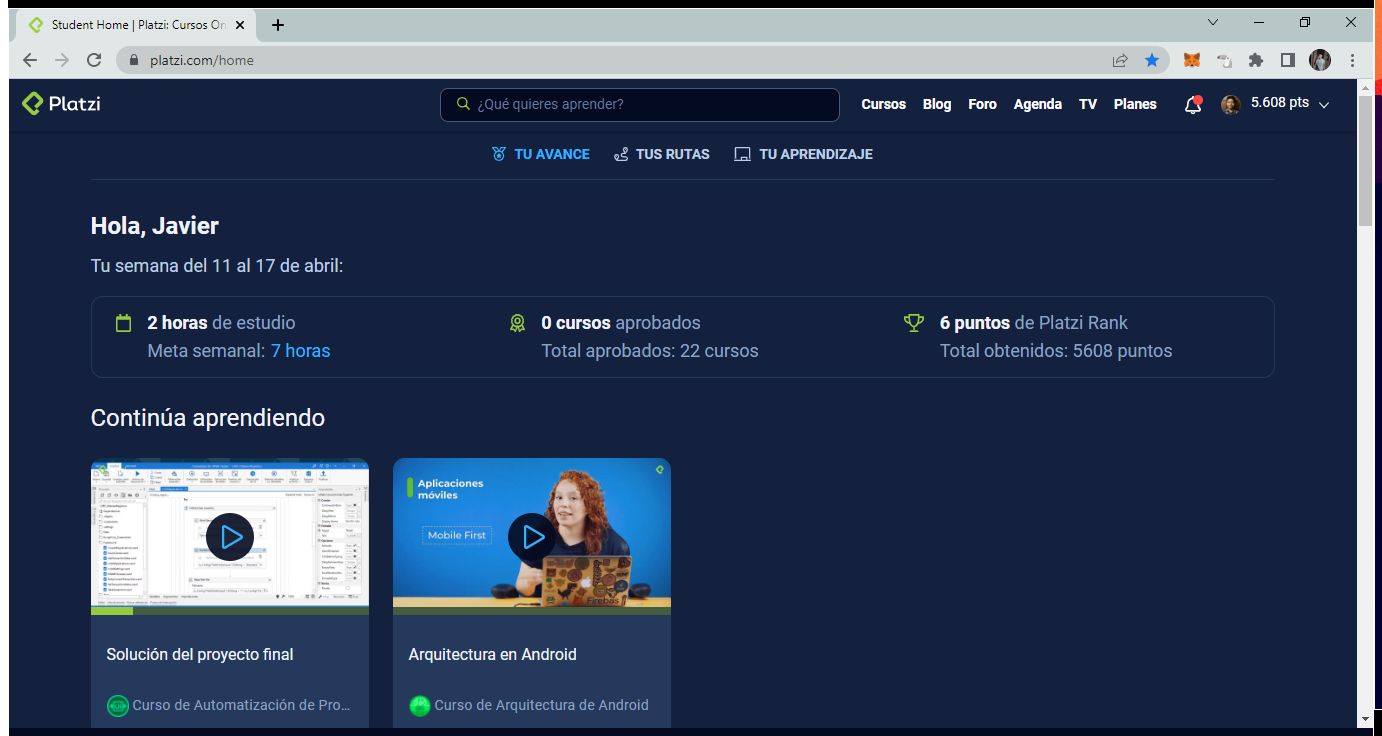 Student Home | Platzi: Cursos On
platzi.com/home
Platzi
¿Qué quieres aprender?
Cursos Blog Foro Agenda TV Planes
5.608 pts
TU AVANCE TUS RUTAS TU APRENDIZAJE
Hola, Javier
Tu semana del 11 al 17 de abril:
2 horas de estudio
Meta semanal: 7 horas
0 cursos aprobados
Total aprobados: 22 cursos
6 puntos de Platzi Rank
Total obtenidos: 5608 puntos
Continúa aprendiendo
Aplicaciones
móviles
Mobile First
Firebas
Solución del proyecto final
Curso de Automatización de Pro...
Arquitectura en Android
Curso de Arquitectura de Android